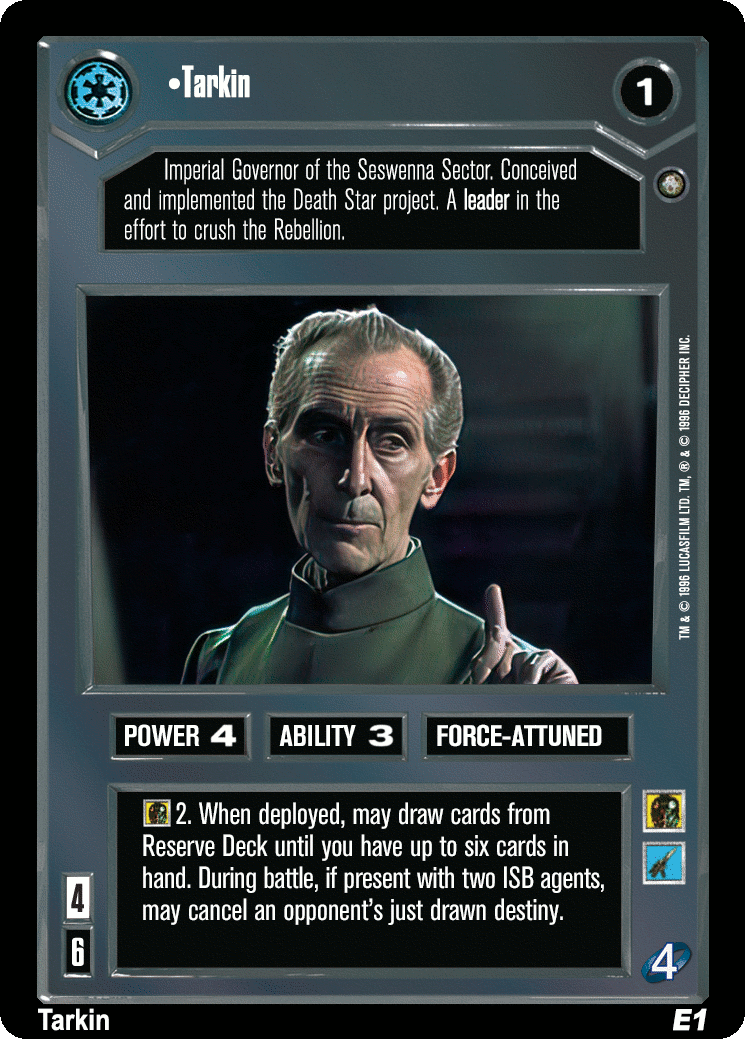 •Tarkin
1
Imperial Governor of the Seswenna Sector. Conceived
and implemented the Death Star project. A leader in the
effort to crush the Rebellion.
TM & © 1996 LUCASFILM LTD. TM, ® & © 1996 DECIPHER INC.
POWER 4
ABILITY 3
FORCE-ATTUNED
2. When deployed, may draw cards from
Reserve Deck until you have up to six cards in
hand. During battle, if present with two ISB agents,
may cancel an opponent's just drawn destiny.
4
6
4
Tarkin
E1